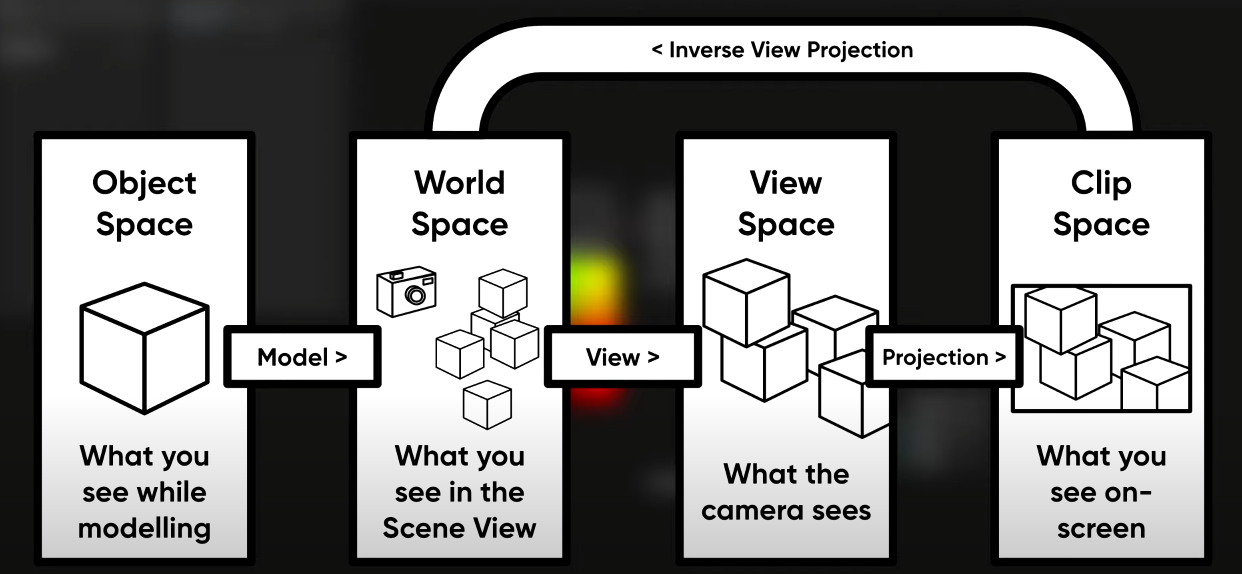 < Inverse View Projection
Object
Space
World
Space
View
Space
Clip
Space
Model >
View >
Projection >
What you
see while
modelling
What you
see in the
Scene View
What the
camera sees
What you
see on-
screen